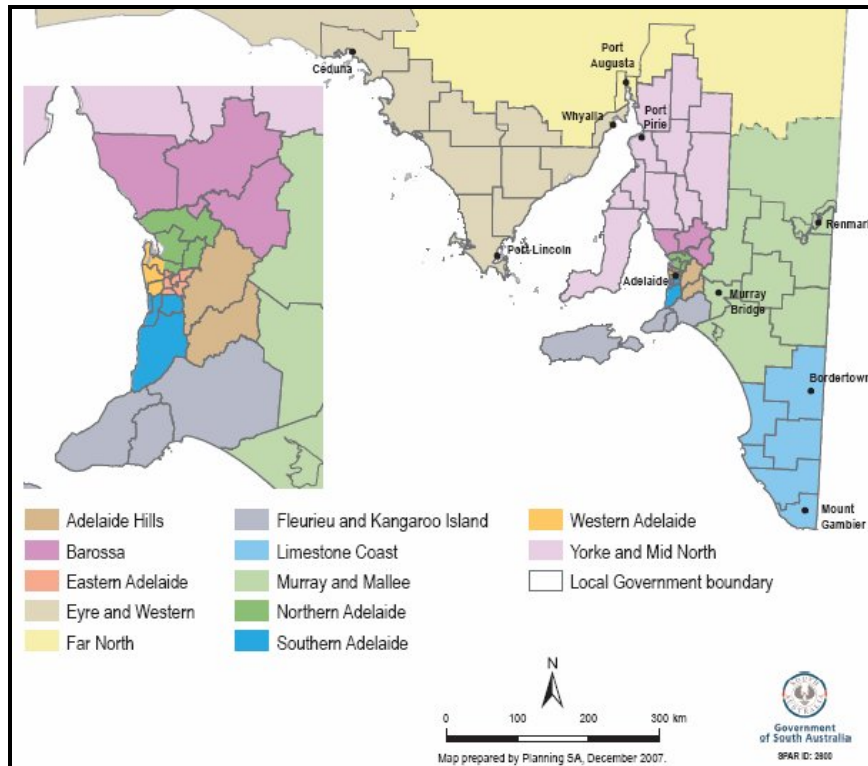 Ceduna
Port
Augusta
Whyalla
Port
Pirie
Renmark
Port Lincoln
Adelaide
Murray
Bridge
Bordertown
Mount
Gambier
Adelaide Hills
Barossa
Eastern Adelaide
Eyre and Western
Far North
Fleurieu and Kangaroo Island
Limestone Coast
Murray and Mallee
Northern Adelaide
Southern Adelaide
Western Adelaide
Yorke and Mid North
Local Government boundary
N
0 100 200 300 km
Map prepared by Planning SA, December 2007.
SOUTH AUSTRALIA
Government
of South Australia
SPAR ID: 2600